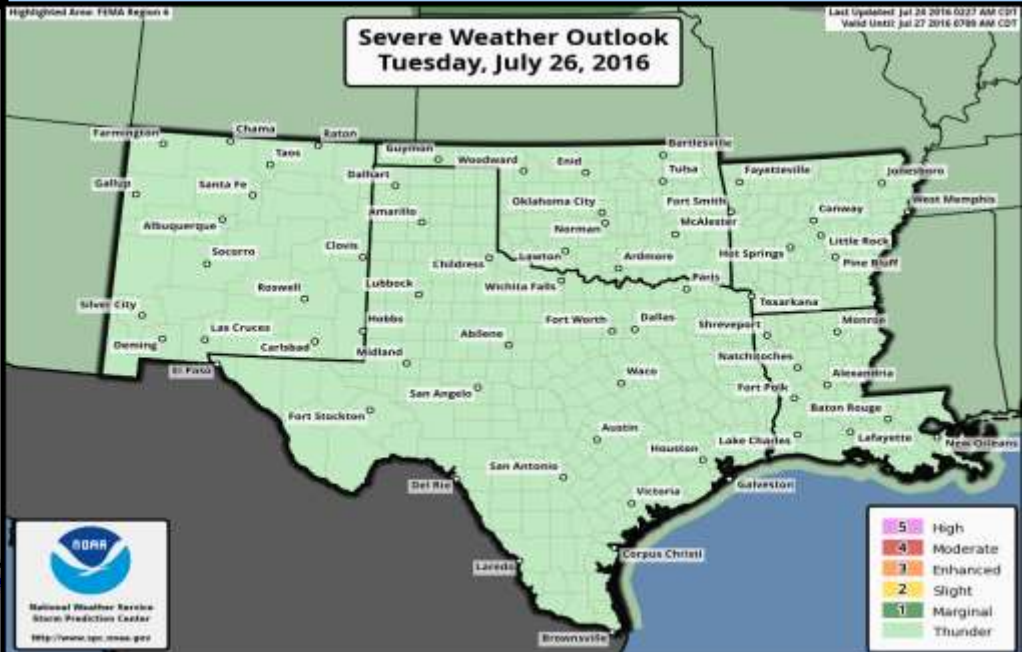 Highlighted Area: FEMA Region 6
Last Updated: Jul 24 2016 0227 AM CDT
Valid Until: Jul 27 2016 0700 AM CDT
Severe Weather Outlook
Tuesday, July 26, 2016
Farmington
Chama
Raton
Taos
Guymon
Woodward
Enid
Bartlesville
Tulsa
Fayetteville
Jonesboro
Gallup
Santa Fe
Dalhart
Oklahoma City
Fort Smith
Conway
West Memphis
Albuquerque
Amarillo
Norman
McAlester
Little Rock
Socorro
Clovis
Childress
Lawton
Ardmore
Hot Springs
Pine Bluff
Roswell
Lubbock
Wichita Falls
Paris
Texarkana
Silver City
Hobbs
Fort Worth
Dallas
Shreveport
Monroe
Las Cruces
Abilene
Deming
Carlsbad
Midland
Natchitoches
El Paso
San Angelo
Waco
Fort Polk
Alexandria
Fort Stockton
Baton Rouge
Austin
Houston
Lake Charles
Lafayette
New Orleans
San Antonio
Del Rio
Victoria
Galveston
Corpus Christi
Laredo
Brownsville
NOAA
National Weather Service
Storm Prediction Center
http://www.spc.noaa.gov
5 High
4 Moderate
3 Enhanced
2 Slight
1 Marginal
Thunder